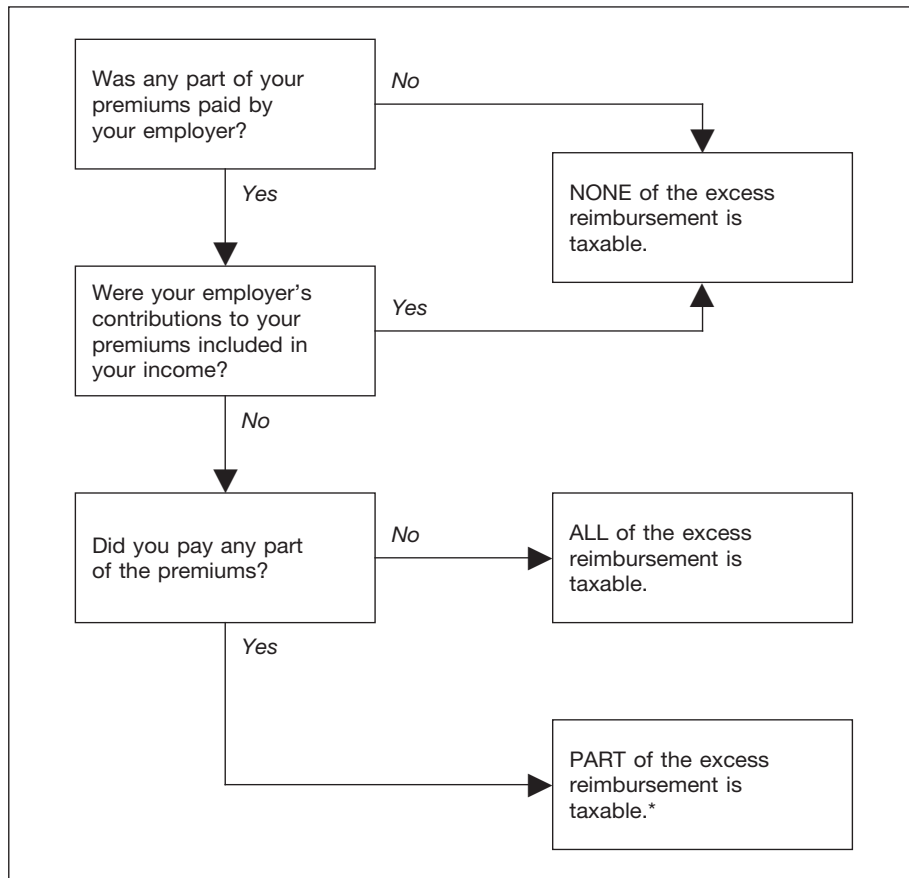 Was any part of your
premiums paid by
your employer?
No
Yes
NONE of the excess
reimbursement is
taxable.
Were your employer’s
contributions to your
premiums included in
your income?
Yes
No
Did you pay any part
of the premiums?
No
ALL of the excess
reimbursement is
taxable.
Yes
PART of the excess
reimbursement is
taxable.*